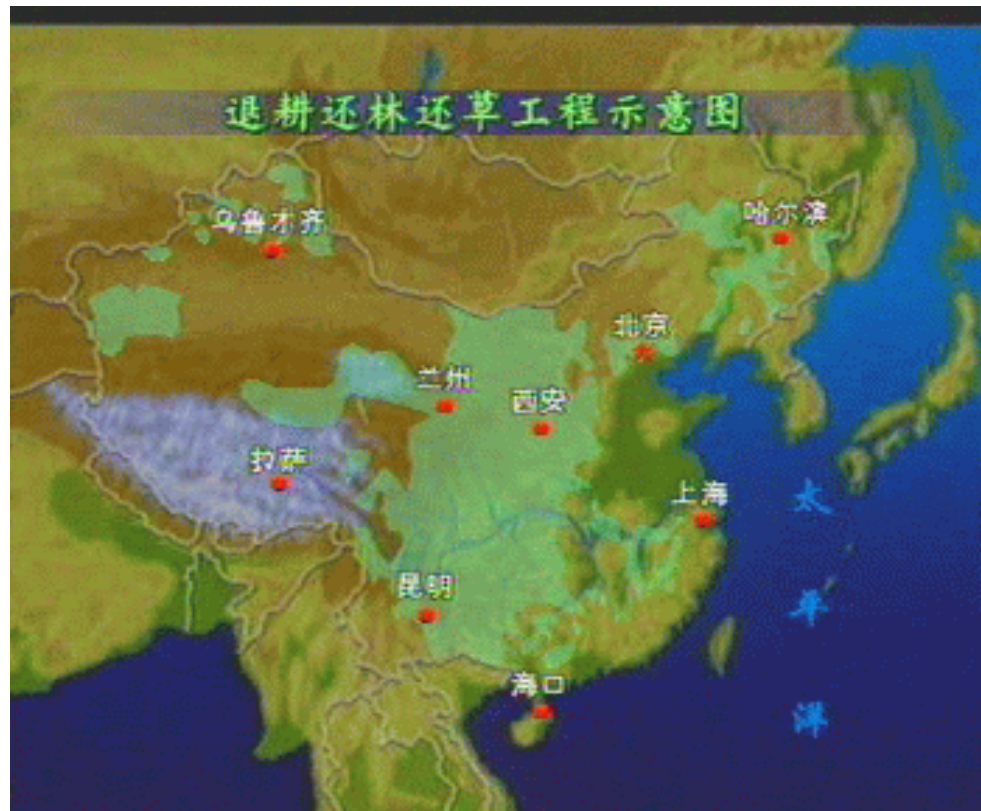 退耕还林还草工程示意图
乌鲁木齐
哈尔滨
北京
兰州
西安
拉萨
上海
昆明
海口
太平洋